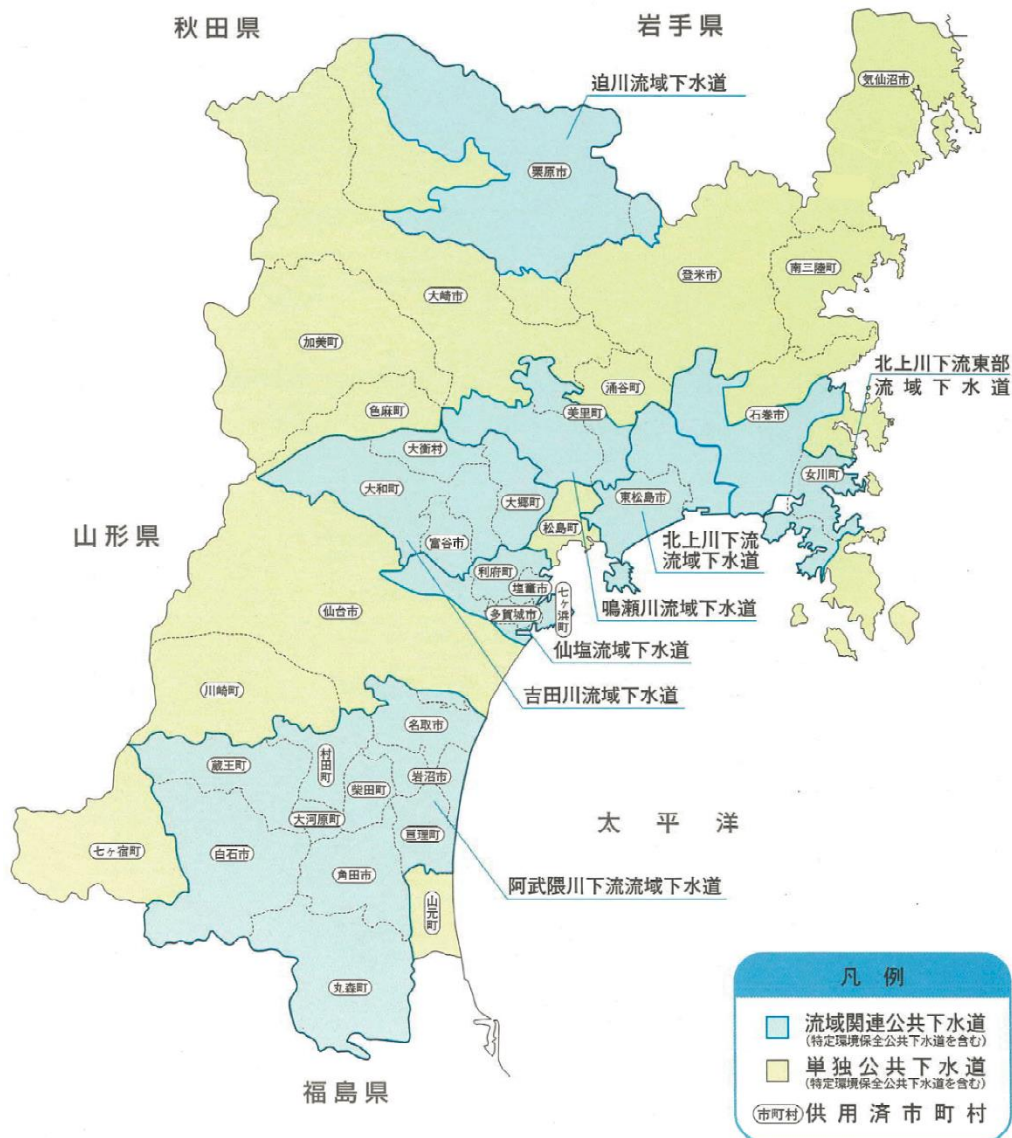 秋田県
岩手県
迫川流域下水道
気仙沼市
栗原市
登米市
南三陸町
大崎市
加美町
北上川下流東部
流域下水道
涌谷町
色麻町
美里町
石巻市
大衡村
女川町
大和町
大郷町
東松島市
山形県
松島町
富谷市
北上川下流
流域下水道
利府町
塩竈市
七ヶ浜町
仙台市
多賀城市
鳴瀬川流域下水道
仙塩流域下水道
川崎町
吉田川流域下水道
名取市
村田町
蔵王町
岩沼市
柴田町
大河原町
太平洋
亘理町
七ヶ宿町
白石市
角田市
阿武隈川下流流域下水道
山元町
丸森町
福島県
凡例
流域関連公共下水道
(特定環境保全公共下水道を含む)
単独公共下水道
(特定環境保全公共下水道を含む)
市町村 供用済市町村